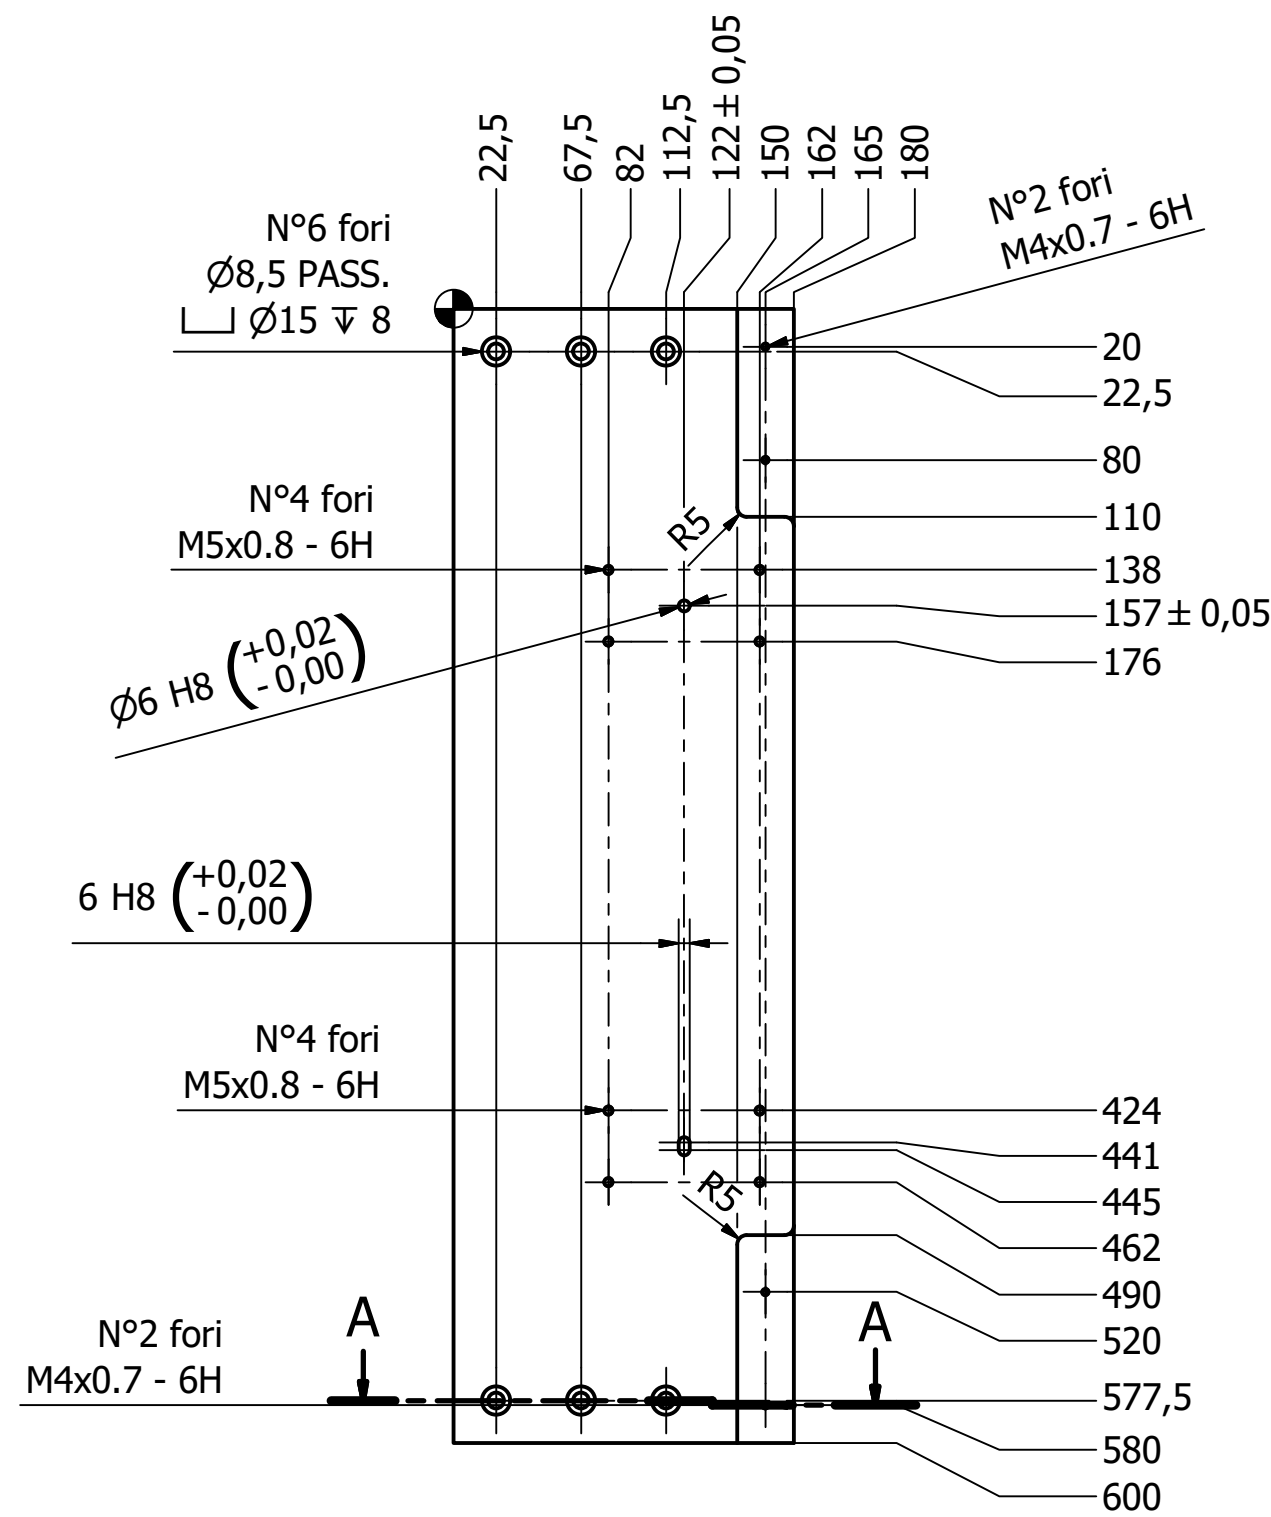 22,5
67,5
82
112,5
122 ± 0,05
150
162
165
180
N°2 fori
M4x0.7 - 6H
N°6 fori
Ø8,5 PASS.
⌴ Ø15 ↧ 8
20
22,5
80
110
138
157 ± 0,05
176
N°4 fori
M5x0.8 - 6H
R5
Ø6 H8 (+0,02
- 0,00)
6 H8 (+0,02
- 0,00)
N°4 fori
M5x0.8 - 6H
R5
424
441
445
462
490
520
577,5
580
600
N°2 fori
M4x0.7 - 6H
A
A